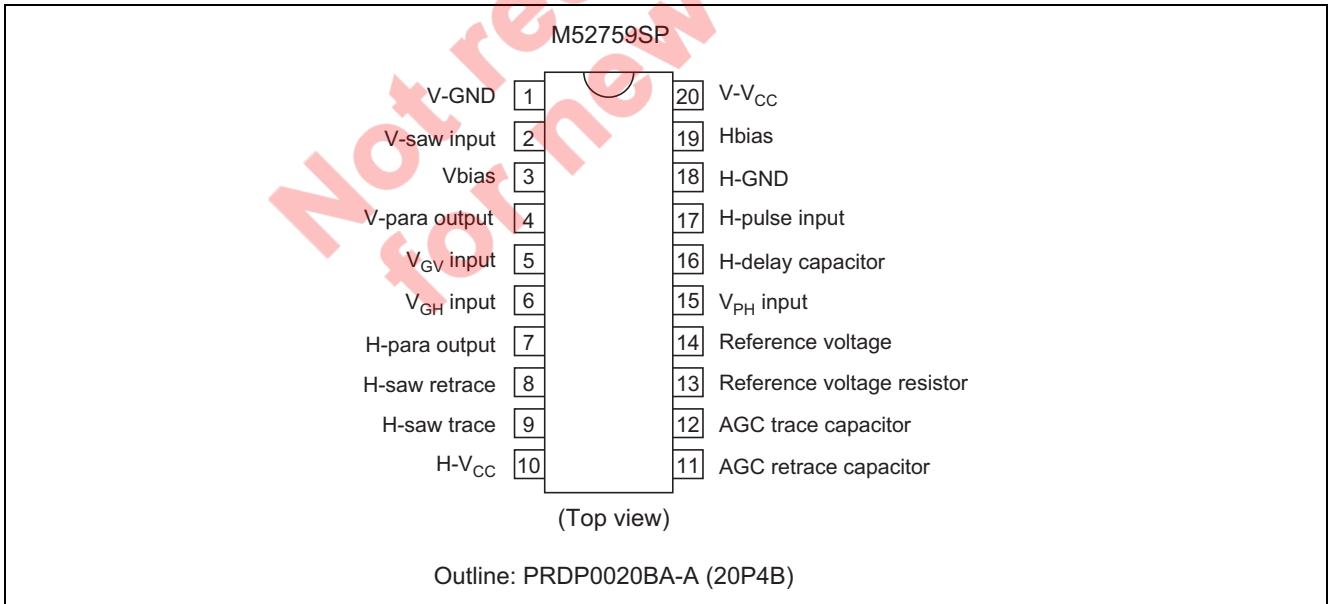 M52759SP
V-GND 1
V-saw input 2
Vbias 3
V-para output 4
VGV input 5
VGH input 6
H-para output 7
H-saw retrace 8
H-saw trace 9
H-VCC 10
20 V-VCC
19 Hbias
18 H-GND
17 H-pulse input
16 H-delay capacitor
15 VPH input
14 Reference voltage
13 Reference voltage resistor
12 AGC trace capacitor
11 AGC retrace capacitor
(Top view)
Outline: PRDP0020BA-A (20P4B)
Not
for new